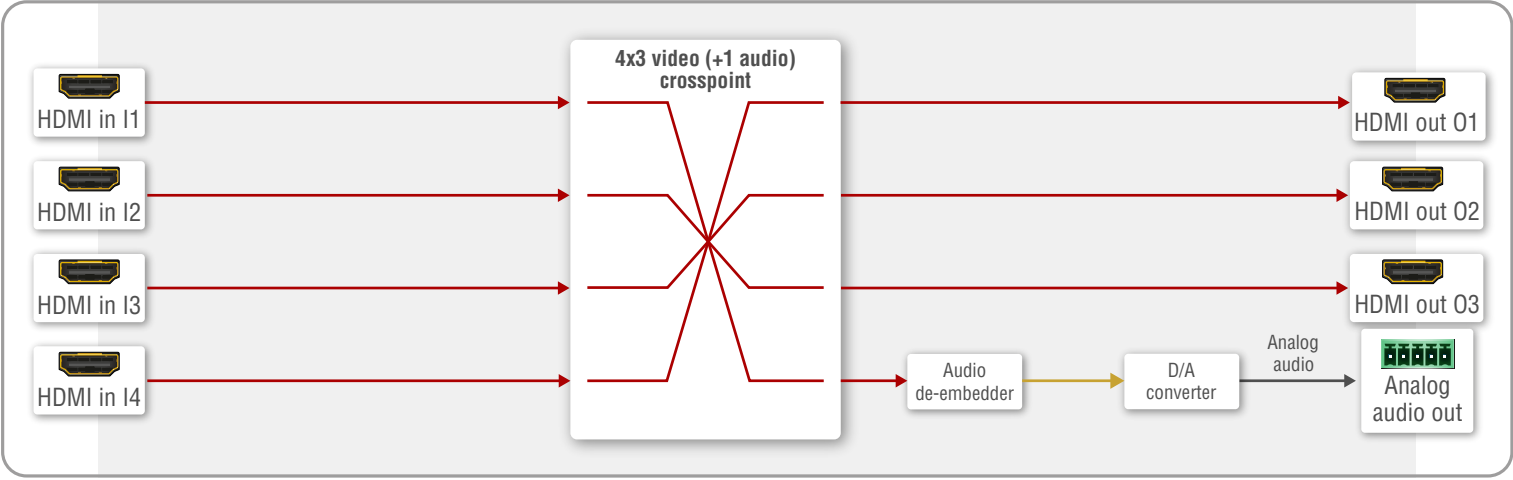 4x3 video (+1 audio)
crosspoint
HDMI in I1
HDMI in I2
HDMI in I3
HDMI in I4
HDMI out O1
HDMI out O2
HDMI out O3
Audio
de-embedder
D/A
converter
Analog
audio
Analog
audio out